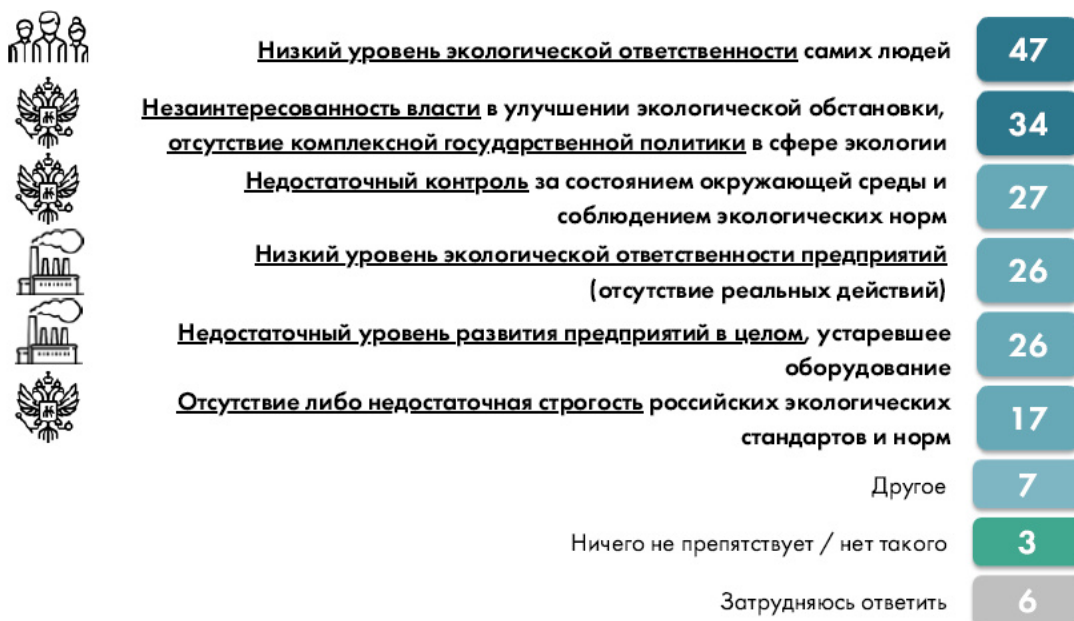 Низкий уровень экологической ответственности самих людей
47
Незаинтересованность власти в улучшении экологической обстановки,
отсутствие комплексной государственной политики в сфере экологии
34
Недостаточный контроль за состоянием окружающей среды и
соблюдением экологических норм
27
Низкий уровень экологической ответственности предприятий
(отсутствие реальных действий)
26
Недостаточный уровень развития предприятий в целом, устаревшее
оборудование
26
Отсутствие либо недостаточная строгость российских экологических
стандартов и норм
17
Другое
7
Ничего не препятствует / нет такого
3
Затрудняюсь ответить
6